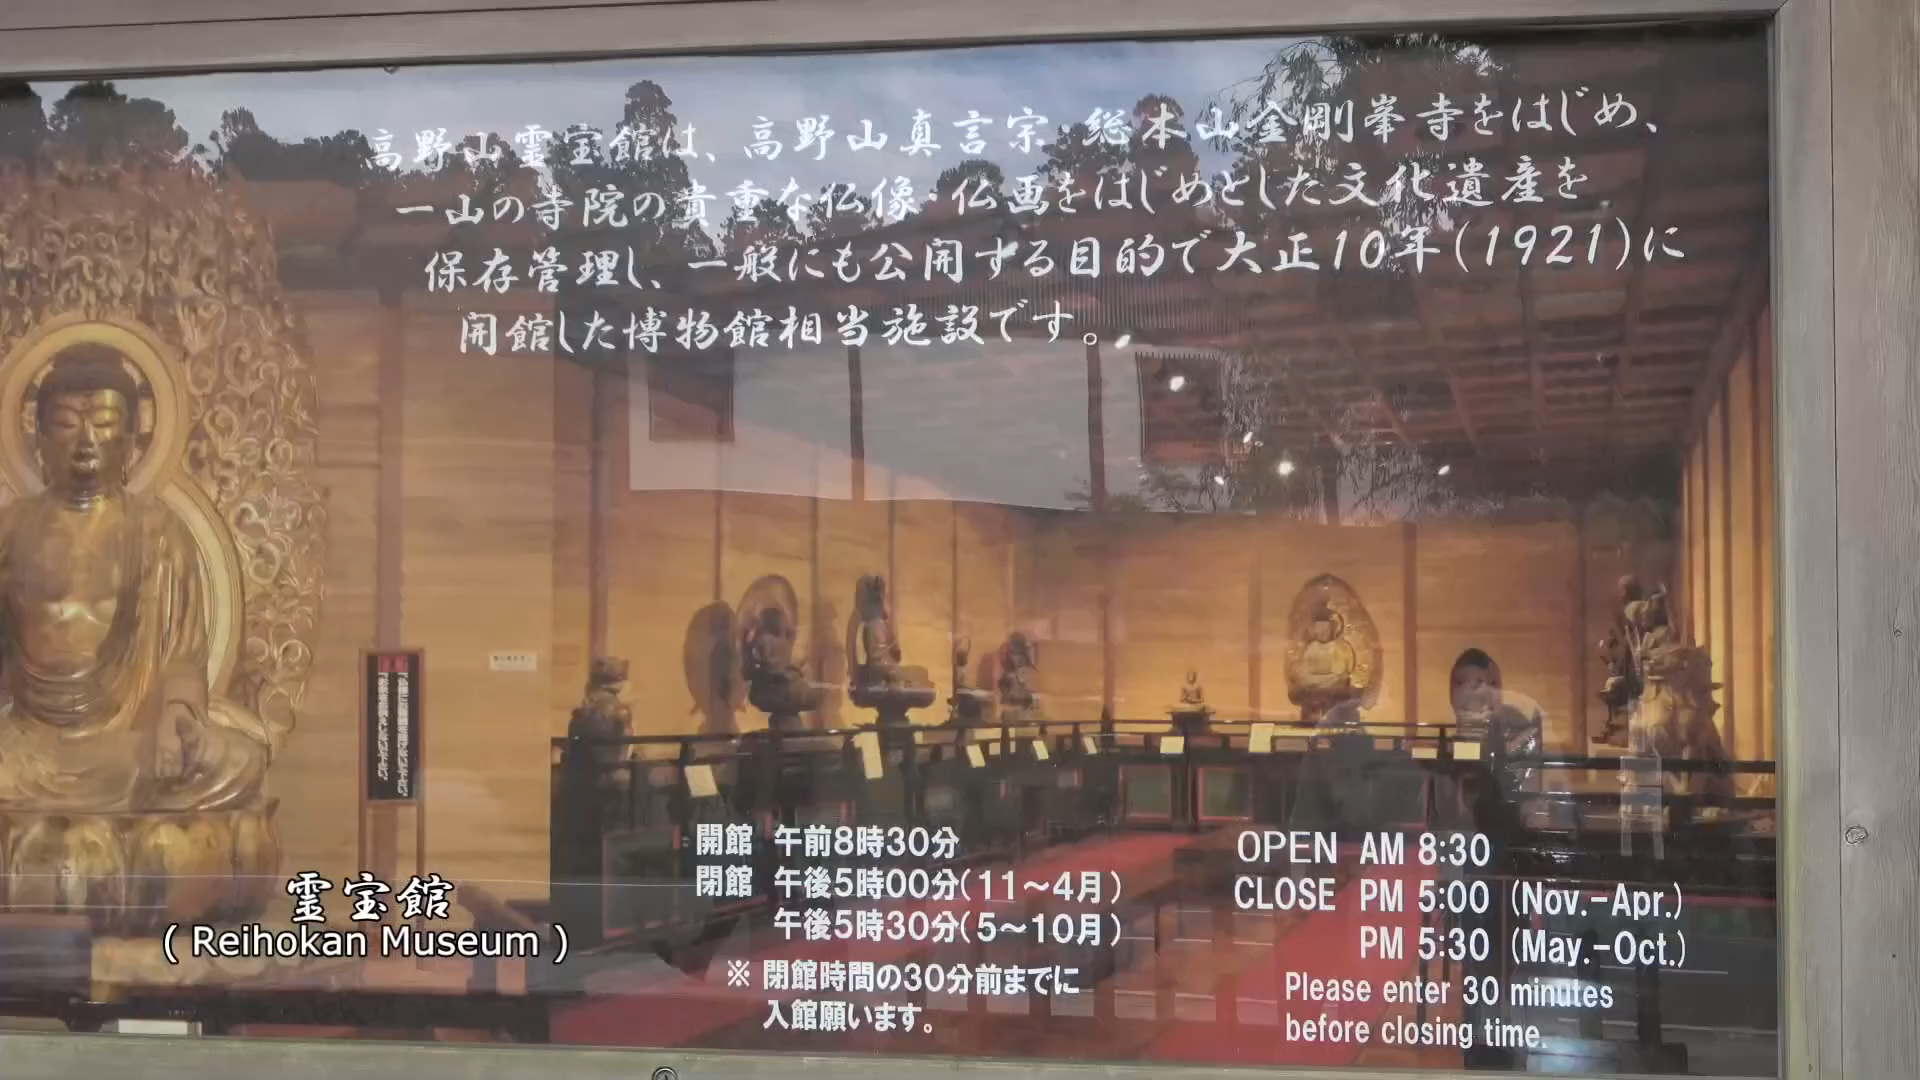 高野山霊宝館は、高野山真言宗 総本山金剛峯寺をはじめ、
一山の寺院の貴重な仏像・仏画をはじめとした文化遺産を
保存管理し、一般にも公開する目的で大正10年(1921)に
開館した博物館相当施設です。
開館 午前8時30分
閉館 午後5時00分(11～4月)
午後5時30分(5～10月)
※ 閉館時間の30分前までに
入館願います。
OPEN AM 8:30
CLOSE PM 5:00 (Nov.-Apr.)
PM 5:30 (May.-Oct.)
Please enter 30 minutes
before closing time.
霊宝館
( Reihokan Museum )